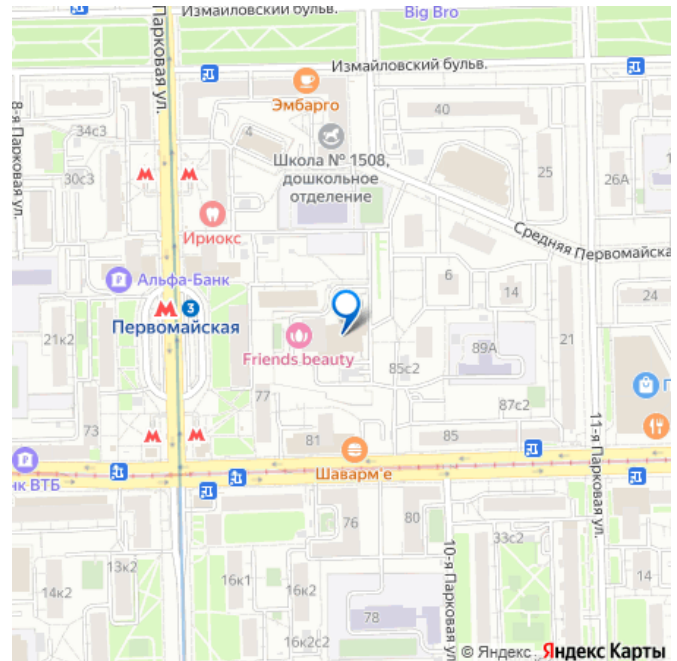 Измайловский бульв.
Big Bro
Парковая ул.
Измайловский бульв.
Эмбарго
8-я Парковая ул.
34с3
4
40
Школа № 1508,
дошкольное
отделение
30с3
25
26А
Ириокс
Средняя Первомайска
Альфа-Банк
6
14
24
3
Первомайская
21к2
Friends beauty
89А
21
85с2
77
87с2
11-я Парковая ул.
73
81
85
нк ВТБ
Шаварм'е
76
80
10-я Парковая ул.
33с2
13к2
14к2
16к1
16к2
14
78
16к2с2
© Яндекс Яндекс Карты